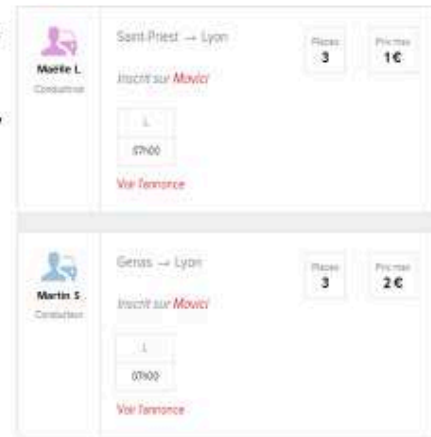 Saint-Priest → Lyon
Places
Prix max
3
1 €
Maëlle L
Conductrice
Inscrit sur Movici
L
07h00
Voir l'annonce
Genas → Lyon
Places
Prix max
3
2 €
Martin S
Conducteur
Inscrit sur Movici
L
07h00
Voir l'annonce